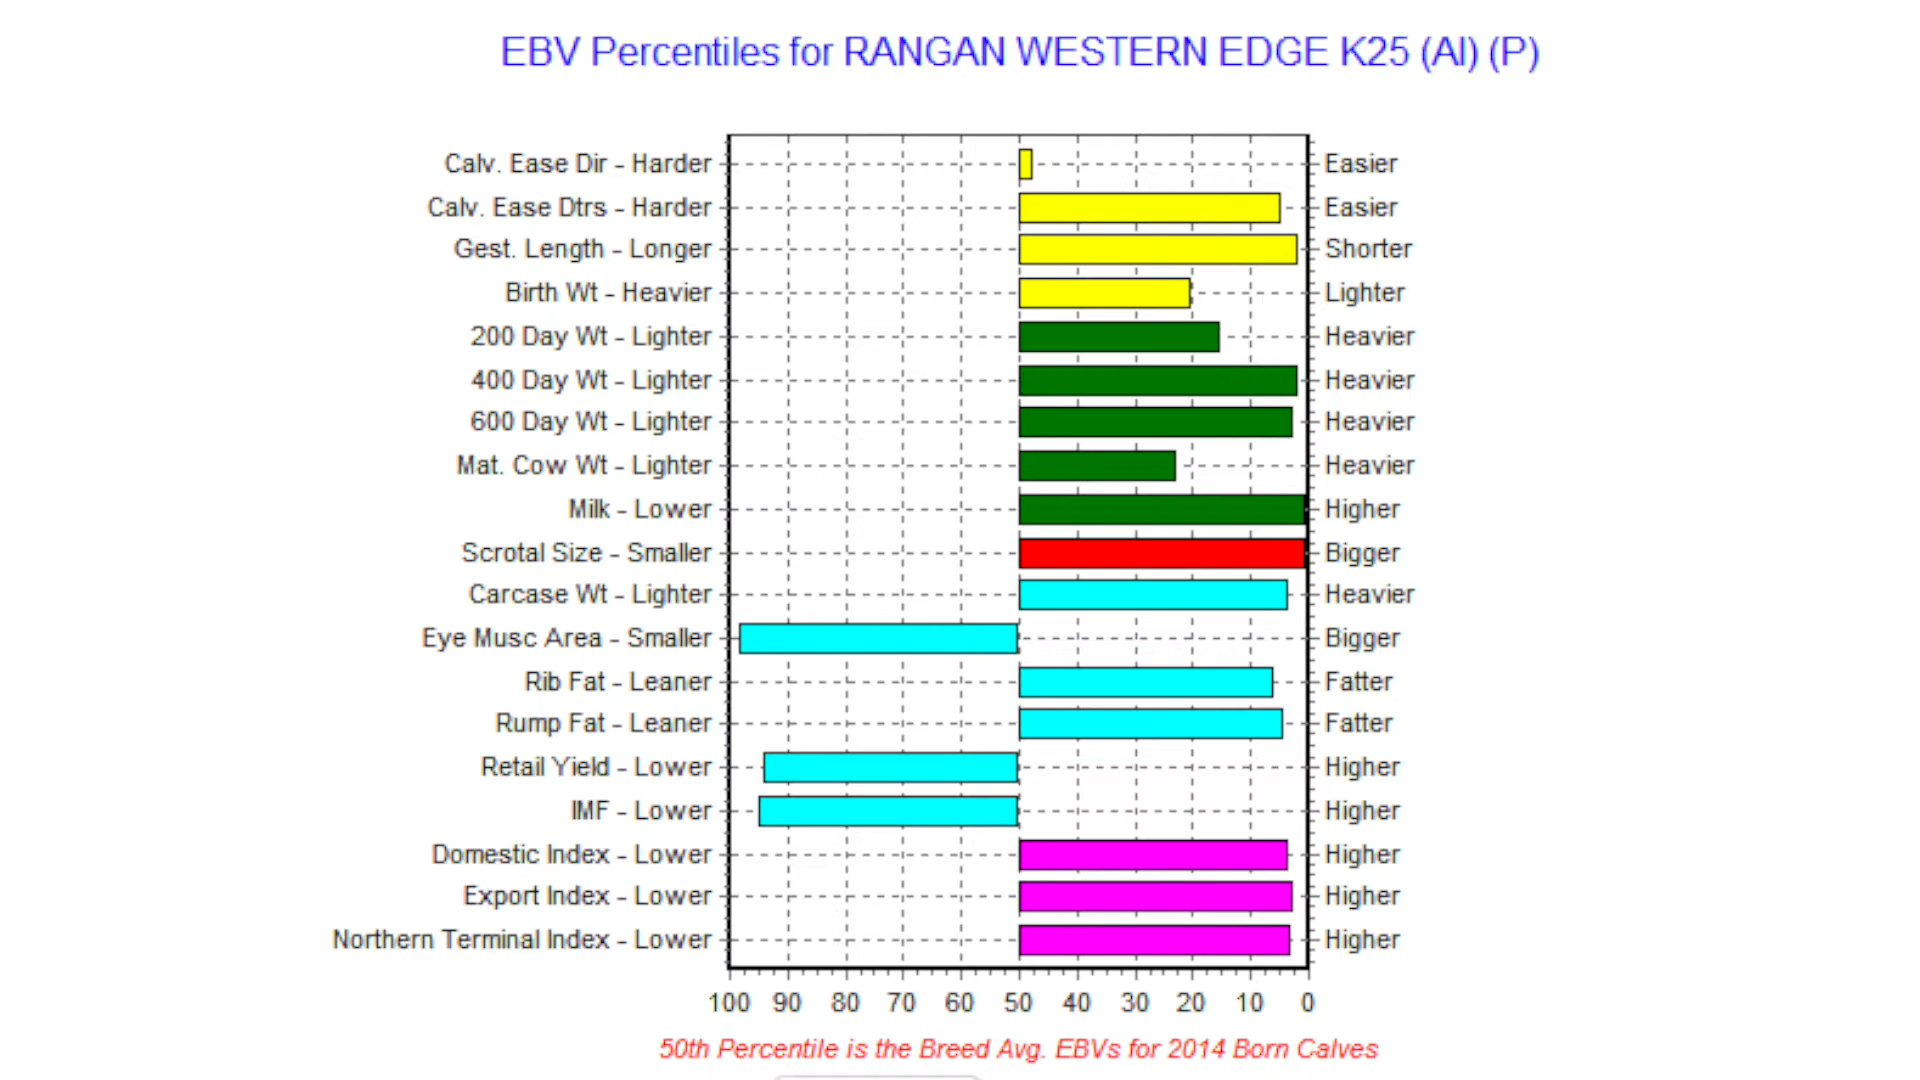 EBV Percentiles for RANGAN WESTERN EDGE K25 (AI) (P)
Calv. Ease Dir - Harder Easier
Calv. Ease Dtrs - Harder Easier
Gest. Length - Longer Shorter
Birth Wt - Heavier Lighter
200 Day Wt - Lighter Heavier
400 Day Wt - Lighter Heavier
600 Day Wt - Lighter Heavier
Mat. Cow Wt - Lighter Heavier
Milk - Lower Higher
Scrotal Size - Smaller Bigger
Carcase Wt - Lighter Heavier
Eye Musc Area - Smaller Bigger
Rib Fat - Leaner Fatter
Rump Fat - Leaner Fatter
Retail Yield - Lower Higher
IMF - Lower Higher
Domestic Index - Lower Higher
Export Index - Lower Higher
Northern Terminal Index - Lower Higher
100 90 80 70 60 50 40 30 20 10 0
50th Percentile is the Breed Avg. EBVs for 2014 Born Calves